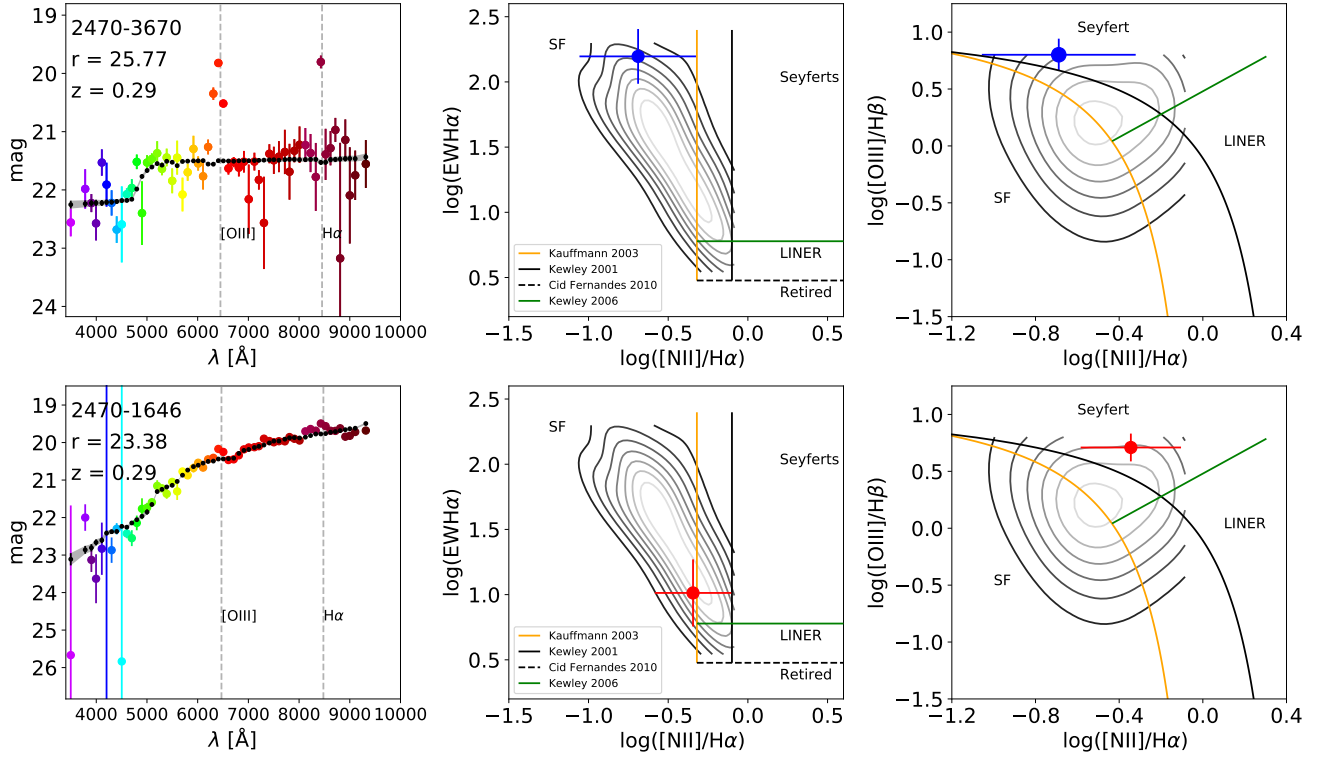 19
20
21
22
23
24
mag
2470-3670
r = 25.77
z = 0.29
[OIII]
Hα
4000 5000 6000 7000 8000 9000 10000
λ [Å]
2.5
2.0
1.5
1.0
0.5
log(EWHα)
SF
Seyferts
LINER
Retired
Kauffmann 2003
Kewley 2001
Cid Fernandes 2010
Kewley 2006
−1.5 −1.0 −0.5 0.0 0.5
log([NII]/Hα)
1.0
0.5
0.0
−0.5
−1.0
−1.5
log([OIII]/Hβ)
Seyfert
LINER
SF
−1.2 −0.8 −0.4 0.0 0.4
log([NII]/Hα)
19
20
21
22
23
24
25
26
mag
2470-1646
r = 23.38
z = 0.29
[OIII]
Hα
4000 5000 6000 7000 8000 9000 10000
λ [Å]
2.5
2.0
1.5
1.0
0.5
log(EWHα)
SF
Seyferts
LINER
Retired
Kauffmann 2003
Kewley 2001
Cid Fernandes 2010
Kewley 2006
−1.5 −1.0 −0.5 0.0 0.5
log([NII]/Hα)
1.0
0.5
0.0
−0.5
−1.0
−1.5
log([OIII]/Hβ)
Seyfert
LINER
SF
−1.2 −0.8 −0.4 0.0 0.4
log([NII]/Hα)